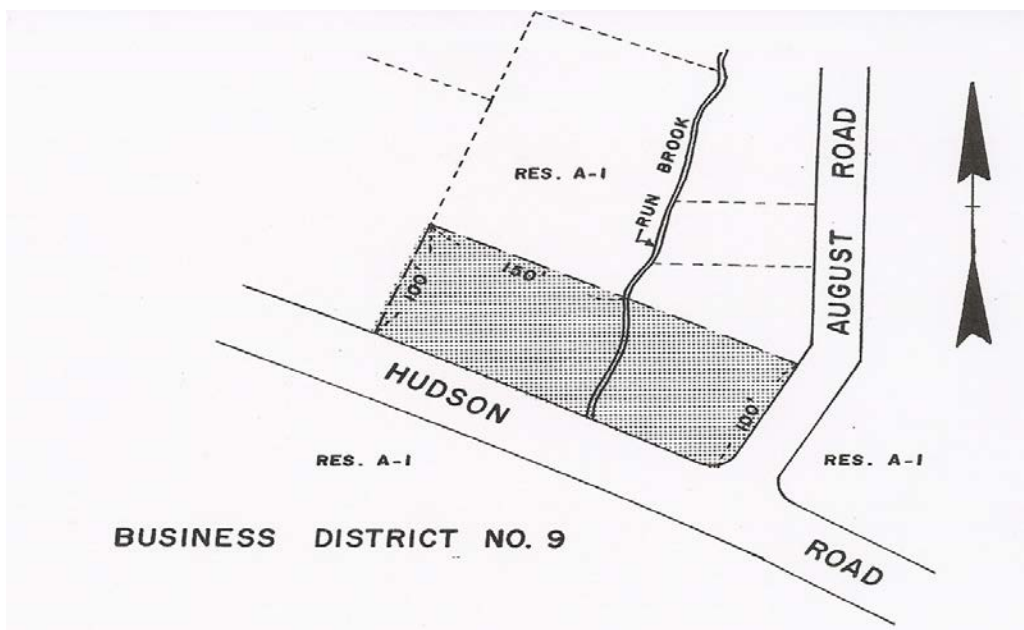 RES. A-1
RUN BROOK
AUGUST ROAD
150'
100'
100'
HUDSON
ROAD
RES. A-1
RES. A-1
BUSINESS DISTRICT NO. 9